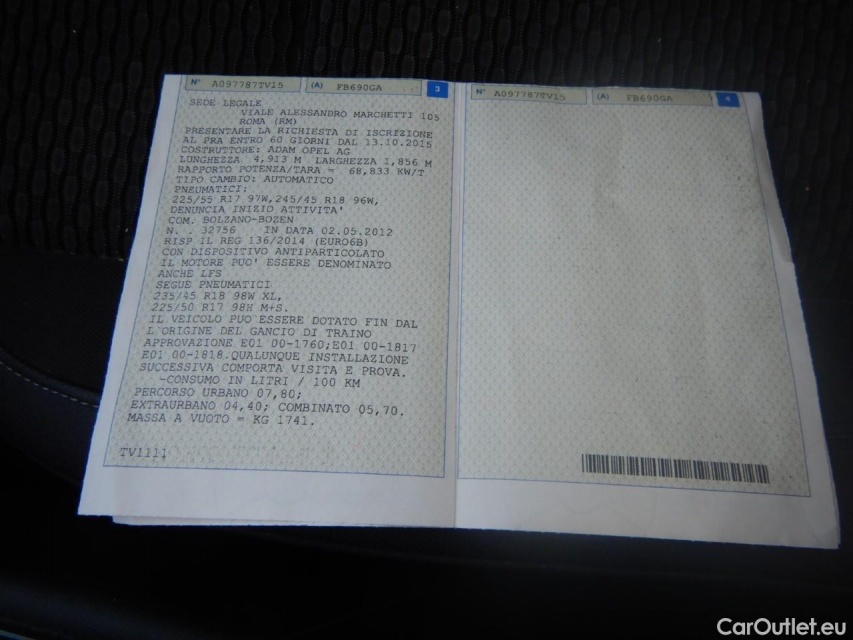 N° A097787TV15 (A) FB690GA 3
SEDE LEGALE
VIALE ALESSANDRO MARCHETTI 105
ROMA (RM)
PRESENTARE LA RICHIESTA DI ISCRIZIONE
AL PRA ENTRO 60 GIORNI DAL 13.10.2015
COSTRUTTORE: ADAM OPEL AG
LUNGHEZZA 4,913 M LARGHEZZA 1,856 M
RAPPORTO POTENZA/TARA = 68,833 KW/T
TIPO CAMBIO: AUTOMATICO
PNEUMATICI:
225/55 R17 97W,245/45 R18 96W,
DENUNCIA INIZIO ATTIVITA'
COM. BOLZANO-BOZEN
N. . 32756 IN DATA 02.05.2012
RISP IL REG 136/2014 (EURO6B)
CON DISPOSITIVO ANTIPARTICOLATO
IL MOTORE PUO' ESSERE DENOMINATO
ANCHE LFS
SEGUE PNEUMATICI
235/45 R18 98W XL,
225/50 R17 98H M+S.
IL VEICOLO PUO'ESSERE DOTATO FIN DAL
L'ORIGINE DEL GANCIO DI TRAINO
APPROVAZIONE E01 00-1760;E01 00-1817
E01 00-1818.QUALUNQUE INSTALLAZIONE
SUCCESSIVA COMPORTA VISITA E PROVA.
-CONSUMO IN LITRI / 100 KM
PERCORSO URBANO 07,80;
EXTRAURBANO 04,40; COMBINATO 05,70.
MASSA A VUOTO = KG 1741.
TV1111
N° A097787TV15 (A) FB690GA 4
CarOutlet.eu